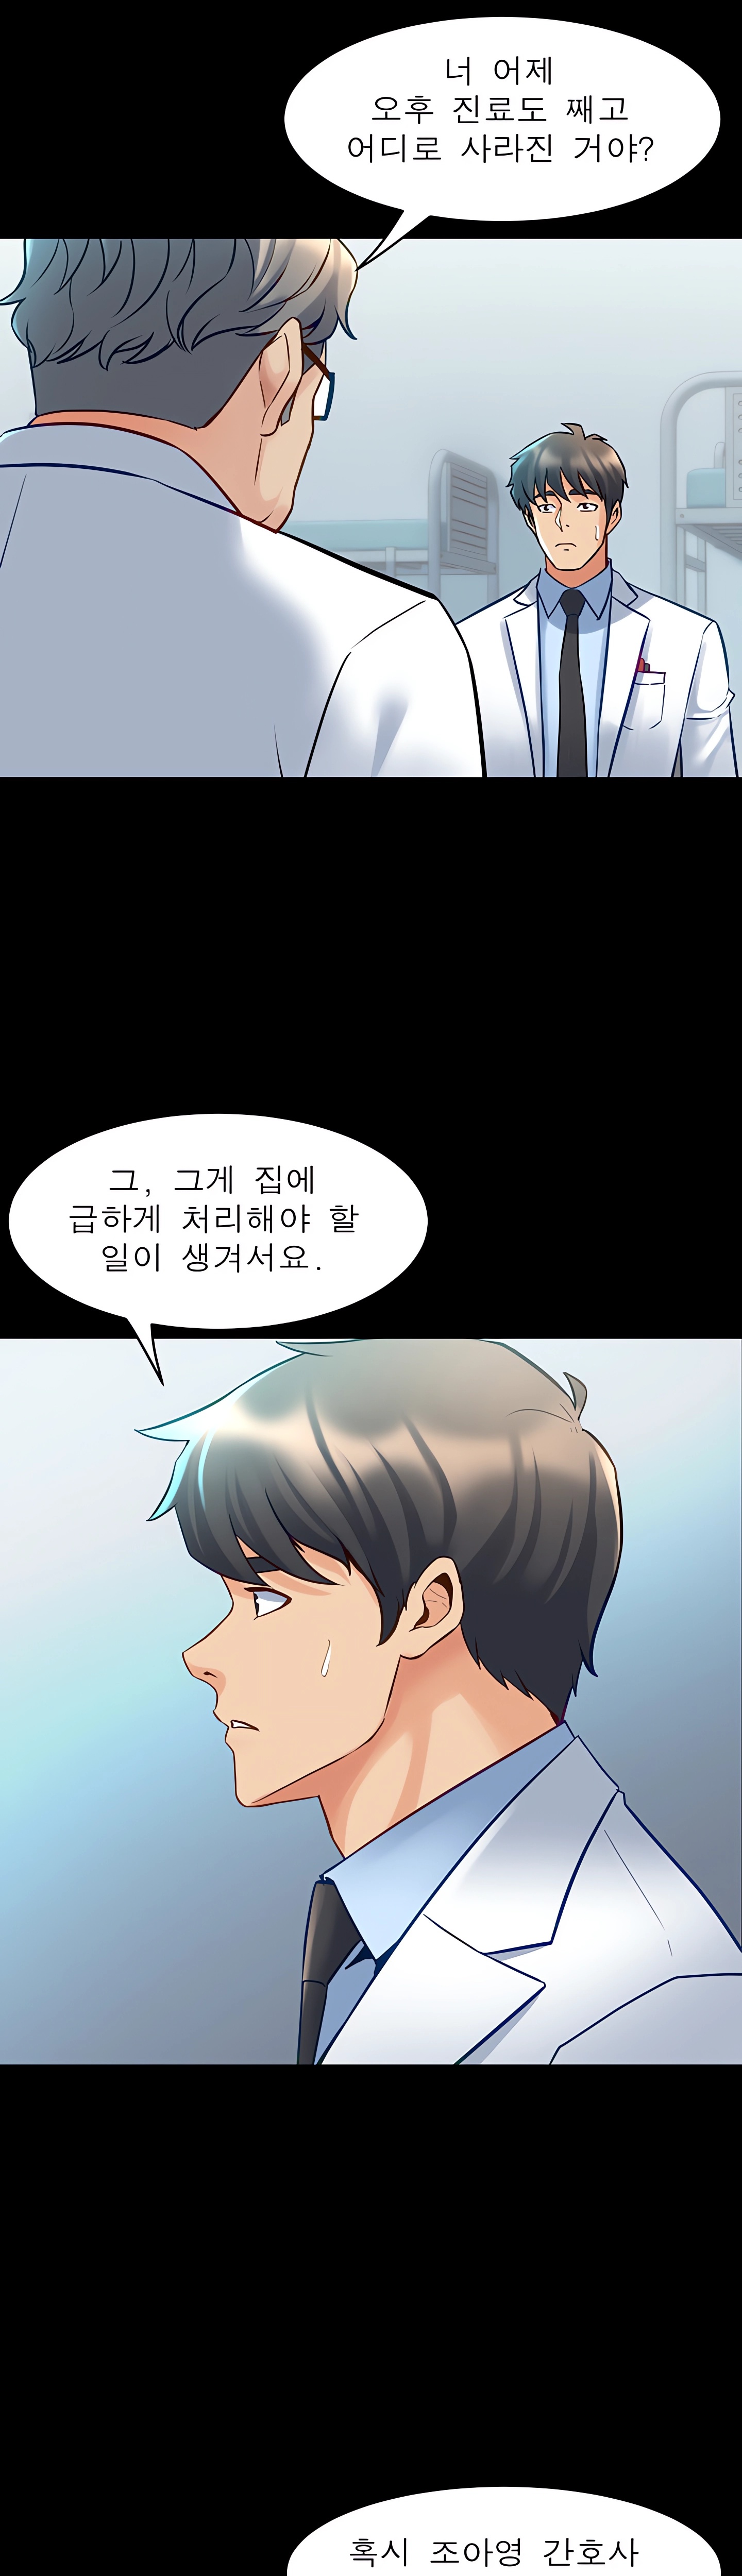 너 어제
오후 진료도 째고
어디로 사라진 거야?
그, 그게 집에
급하게 처리해야 할
일이 생겨서요.
혹시 조아영 간호사